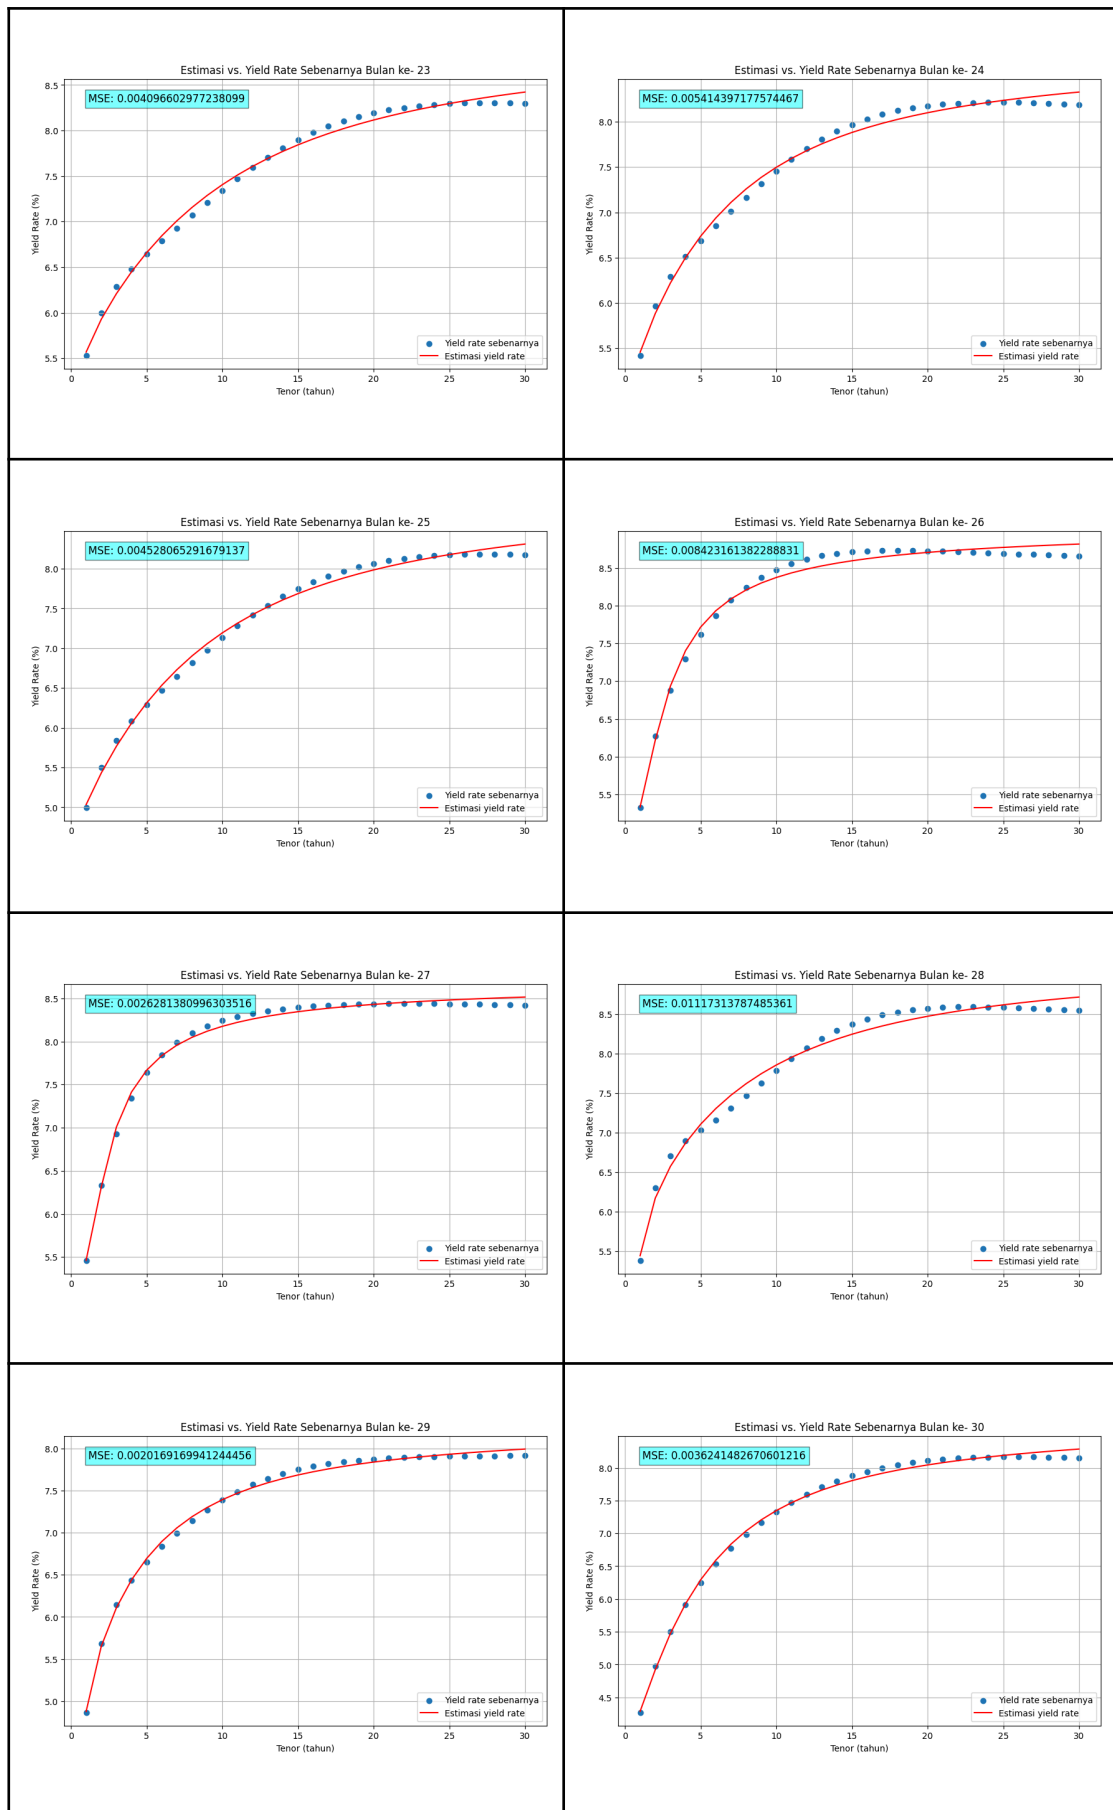 Estimasi vs. Yield Rate Sebenarnya Bulan ke- 23
MSE: 0.004096602977238099
8.5
8.0
7.5
7.0
6.5
6.0
5.5
Yield Rate (%)
Yield rate sebenarnya
Estimasi yield rate
0 5 10 15 20 25 30
Tenor (tahun)
Estimasi vs. Yield Rate Sebenarnya Bulan ke- 24
MSE: 0.005414397177574467
8.0
7.5
7.0
6.5
6.0
5.5
Yield Rate (%)
Yield rate sebenarnya
Estimasi yield rate
0 5 10 15 20 25 30
Tenor (tahun)
Estimasi vs. Yield Rate Sebenarnya Bulan ke- 25
MSE: 0.004528065291679137
8.0
7.5
7.0
6.5
6.0
5.5
5.0
Yield Rate (%)
Yield rate sebenarnya
Estimasi yield rate
0 5 10 15 20 25 30
Tenor (tahun)
Estimasi vs. Yield Rate Sebenarnya Bulan ke- 26
MSE: 0.008423161382288831
8.5
8.0
7.5
7.0
6.5
6.0
5.5
Yield Rate (%)
Yield rate sebenarnya
Estimasi yield rate
0 5 10 15 20 25 30
Tenor (tahun)
Estimasi vs. Yield Rate Sebenarnya Bulan ke- 27
MSE: 0.0026281380996303516
8.5
8.0
7.5
7.0
6.5
6.0
5.5
Yield Rate (%)
Yield rate sebenarnya
Estimasi yield rate
0 5 10 15 20 25 30
Tenor (tahun)
Estimasi vs. Yield Rate Sebenarnya Bulan ke- 28
MSE: 0.01117313787485361
8.5
8.0
7.5
7.0
6.5
6.0
5.5
Yield Rate (%)
Yield rate sebenarnya
Estimasi yield rate
0 5 10 15 20 25 30
Tenor (tahun)
Estimasi vs. Yield Rate Sebenarnya Bulan ke- 29
MSE: 0.0020169169941244456
8.0
7.5
7.0
6.5
6.0
5.5
5.0
Yield Rate (%)
Yield rate sebenarnya
Estimasi yield rate
0 5 10 15 20 25 30
Tenor (tahun)
Estimasi vs. Yield Rate Sebenarnya Bulan ke- 30
MSE: 0.0036241482670601216
8.0
7.5
7.0
6.5
6.0
5.5
5.0
4.5
Yield Rate (%)
Yield rate sebenarnya
Estimasi yield rate
0 5 10 15 20 25 30
Tenor (tahun)